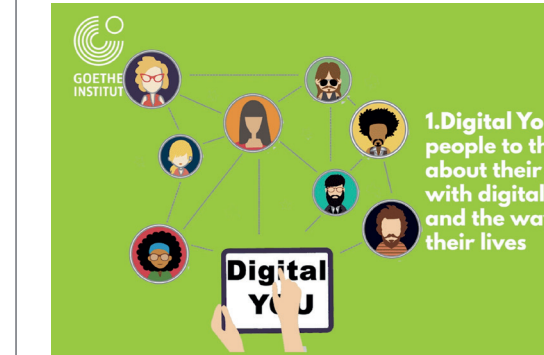 GOETHE
INSTITUT
1.Digital Yo
people to th
about their
with digital
and the wa
their lives
Digital
YOU